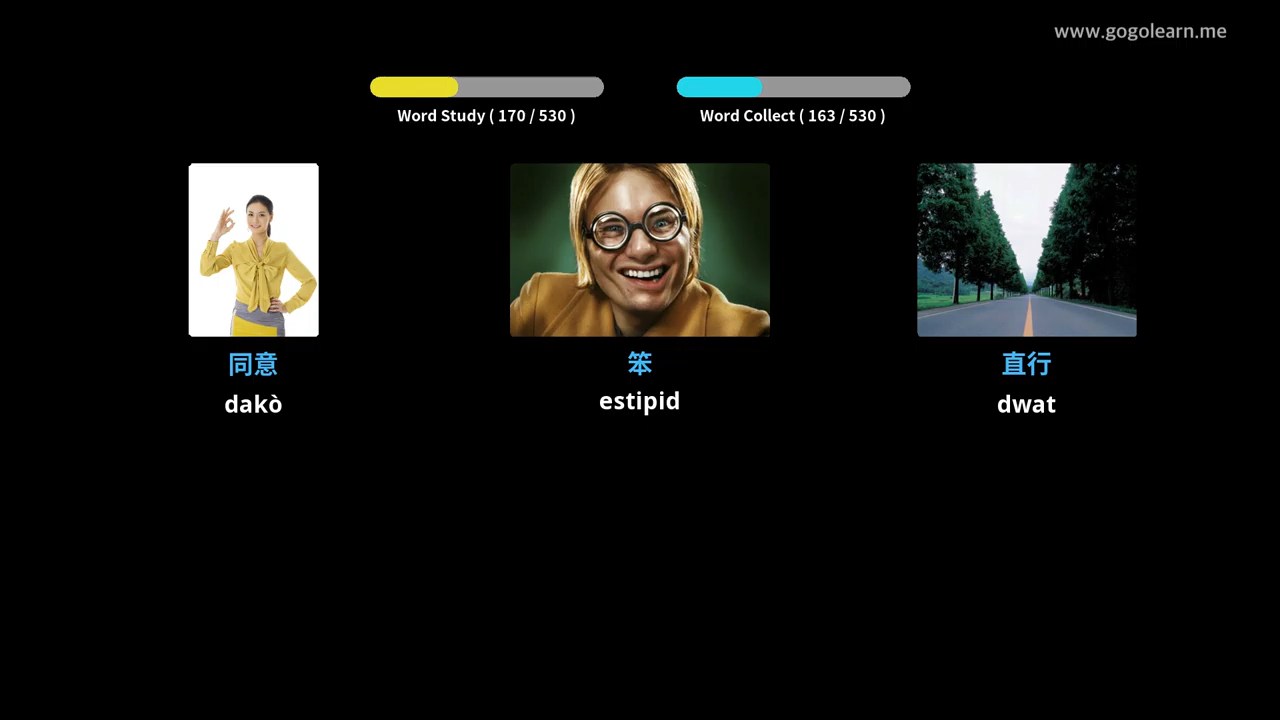 www.gogolearn.me
Word Study ( 170 / 530 )
Word Collect ( 163 / 530 )
同意
笨
直行
dakò
estipid
dwat